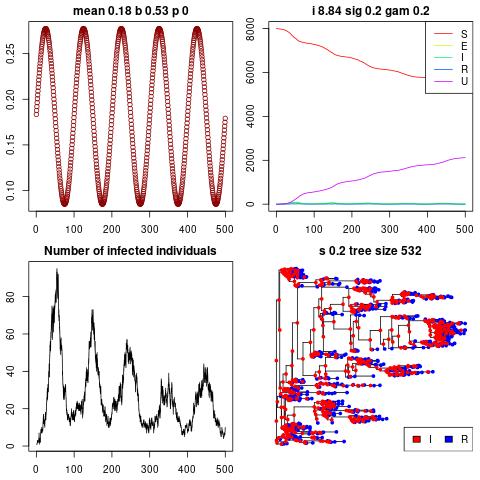 mean 0.18 b 0.53 p 0
0.10 0.15 0.20 0.25
0 100 200 300 400 500
i 8.84 sig 0.2 gam 0.2
0 2000 4000 6000 8000
0 100 200 300 400 500
S
E
I
R
U
Number of infected individuals
0 20 40 60 80
0 100 200 300 400 500
s 0.2 tree size 532
I R